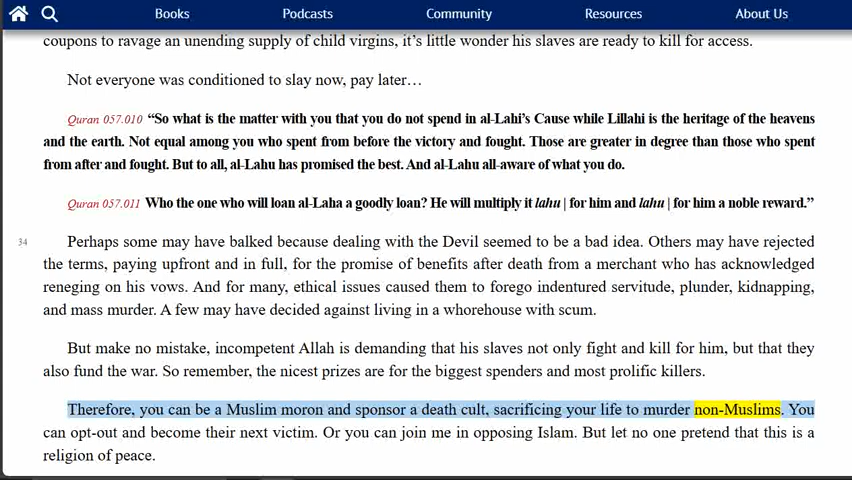 Books Podcasts Community Resources About Us
coupons to ravage an unending supply of child virgins, it's little wonder his slaves are ready to kill for access.
Not everyone was conditioned to slay now, pay later…
Quran 057.010 “So what is the matter with you that you do not spend in al-Lahi's Cause while Lillahi is the heritage of the heavens
and the earth. Not equal among you who spent from before the victory and fought. Those are greater in degree than those who spent
from after and fought. But to all, al-Lahu has promised the best. And al-Lahu all-aware of what you do.
Quran 057.011 Who the one who will loan al-Laha a goodly loan? He will multiply it lahu | for him and lahu | for him a noble reward.”
34 Perhaps some may have balked because dealing with the Devil seemed to be a bad idea. Others may have rejected
the terms, paying upfront and in full, for the promise of benefits after death from a merchant who has acknowledged
reneging on his vows. And for many, ethical issues caused them to forego indentured servitude, plunder, kidnapping,
and mass murder. A few may have decided against living in a whorehouse with scum.
But make no mistake, incompetent Allah is demanding that his slaves not only fight and kill for him, but that they
also fund the war. So remember, the nicest prizes are for the biggest spenders and most prolific killers.
Therefore, you can be a Muslim moron and sponsor a death cult, sacrificing your life to murder non-Muslims. You
can opt-out and become their next victim. Or you can join me in opposing Islam. But let no one pretend that this is a
religion of peace.